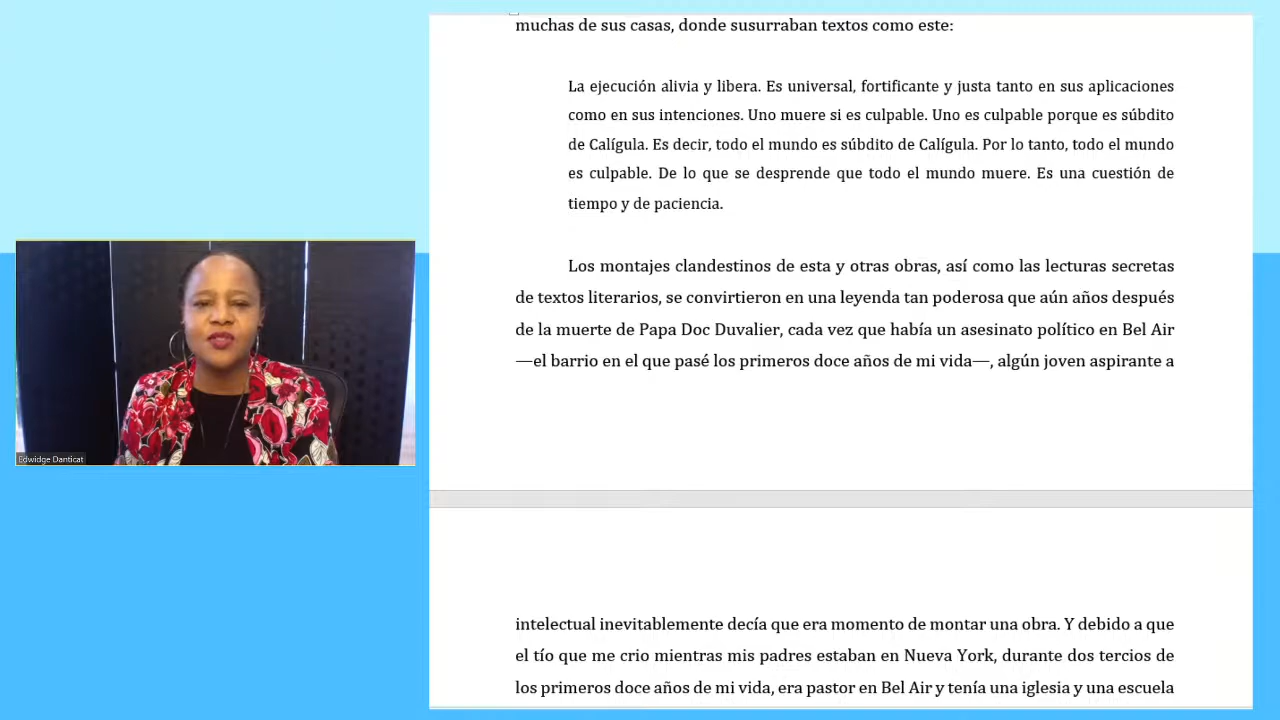 muchas de sus casas, donde susurraban textos como este:
La ejecución alivia y libera. Es universal, fortificante y justa tanto en sus aplicaciones
como en sus intenciones. Uno muere si es culpable. Uno es culpable porque es súbdito
de Calígula. Es decir, todo el mundo es súbdito de Calígula. Por lo tanto, todo el mundo
es culpable. De lo que se desprende que todo el mundo muere. Es una cuestión de
tiempo y de paciencia.
Los montajes clandestinos de esta y otras obras, así como las lecturas secretas
de textos literarios, se convirtieron en una leyenda tan poderosa que aún años después
de la muerte de Papa Doc Duvalier, cada vez que había un asesinato político en Bel Air
—el barrio en el que pasé los primeros doce años de mi vida—, algún joven aspirante a
intelectual inevitablemente decía que era momento de montar una obra. Y debido a que
el tío que me crio mientras mis padres estaban en Nueva York, durante dos tercios de
los primeros doce años de mi vida, era pastor en Bel Air y tenía una iglesia y una escuela
Edwidge Danticat